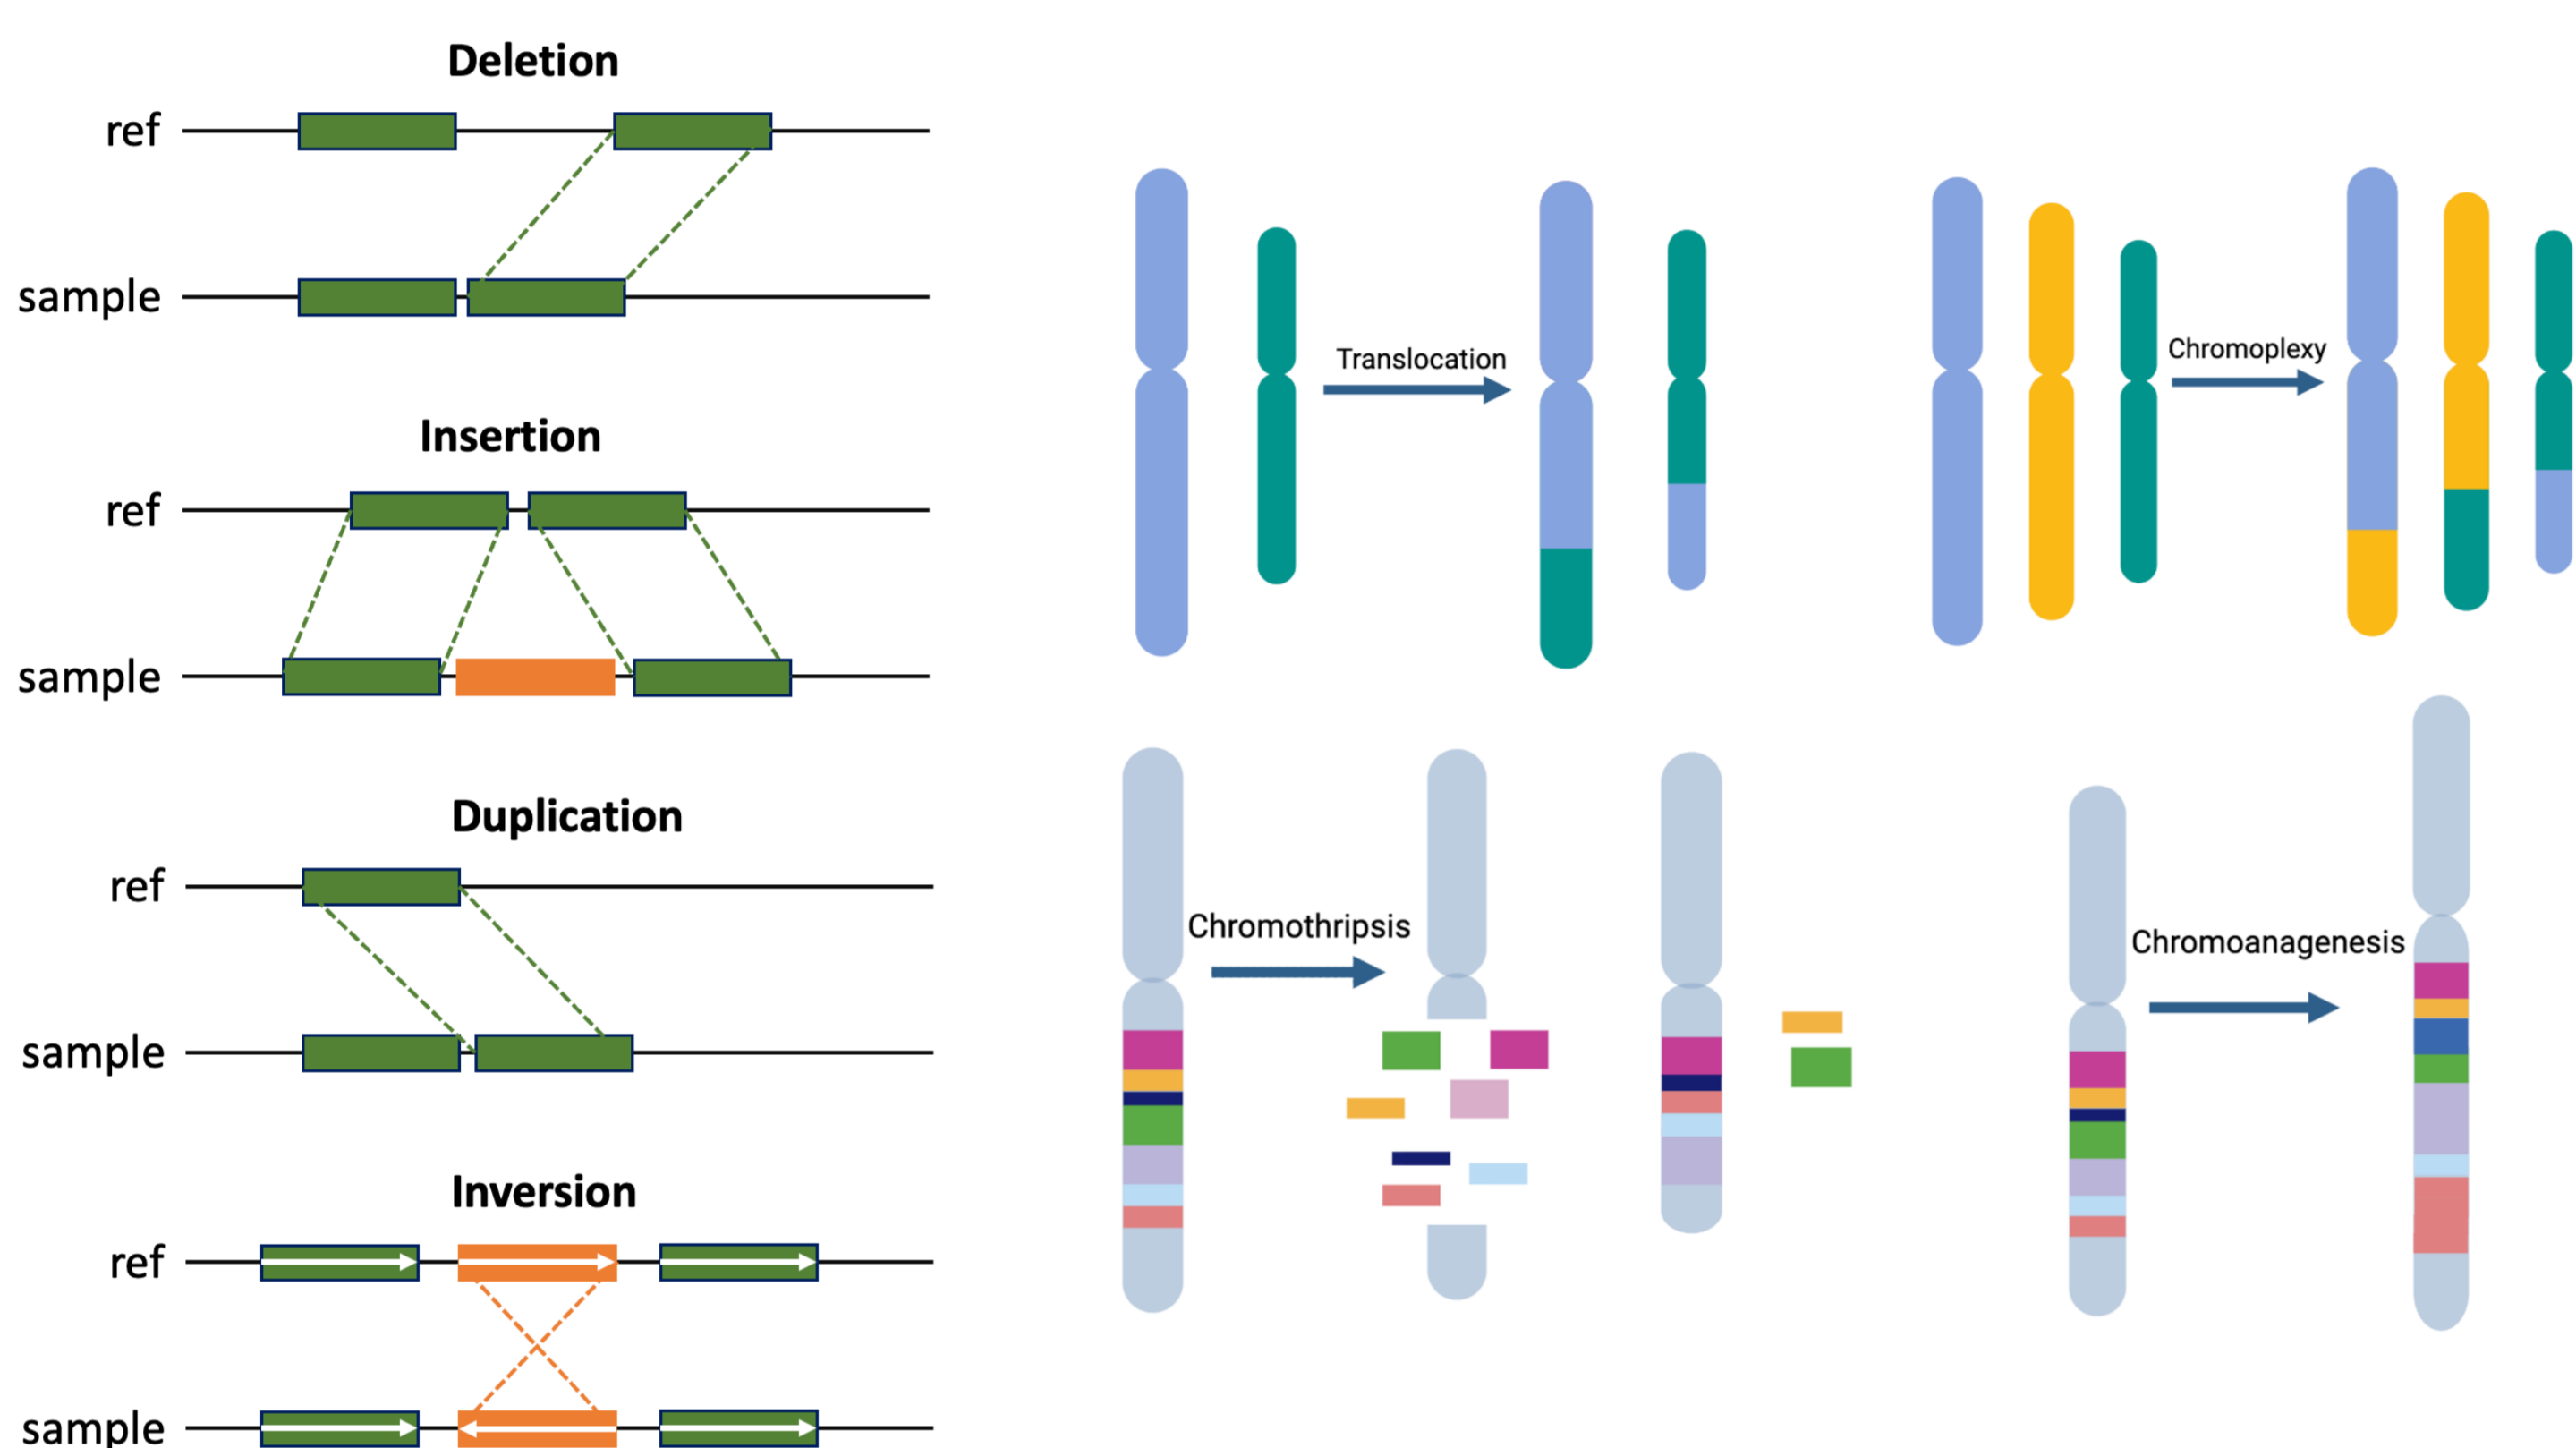 Deletion
ref
sample
Insertion
ref
sample
Duplication
ref
sample
Inversion
ref
sample
Translocation
Chromoplexy
Chromothripsis
Chromoanagenesis